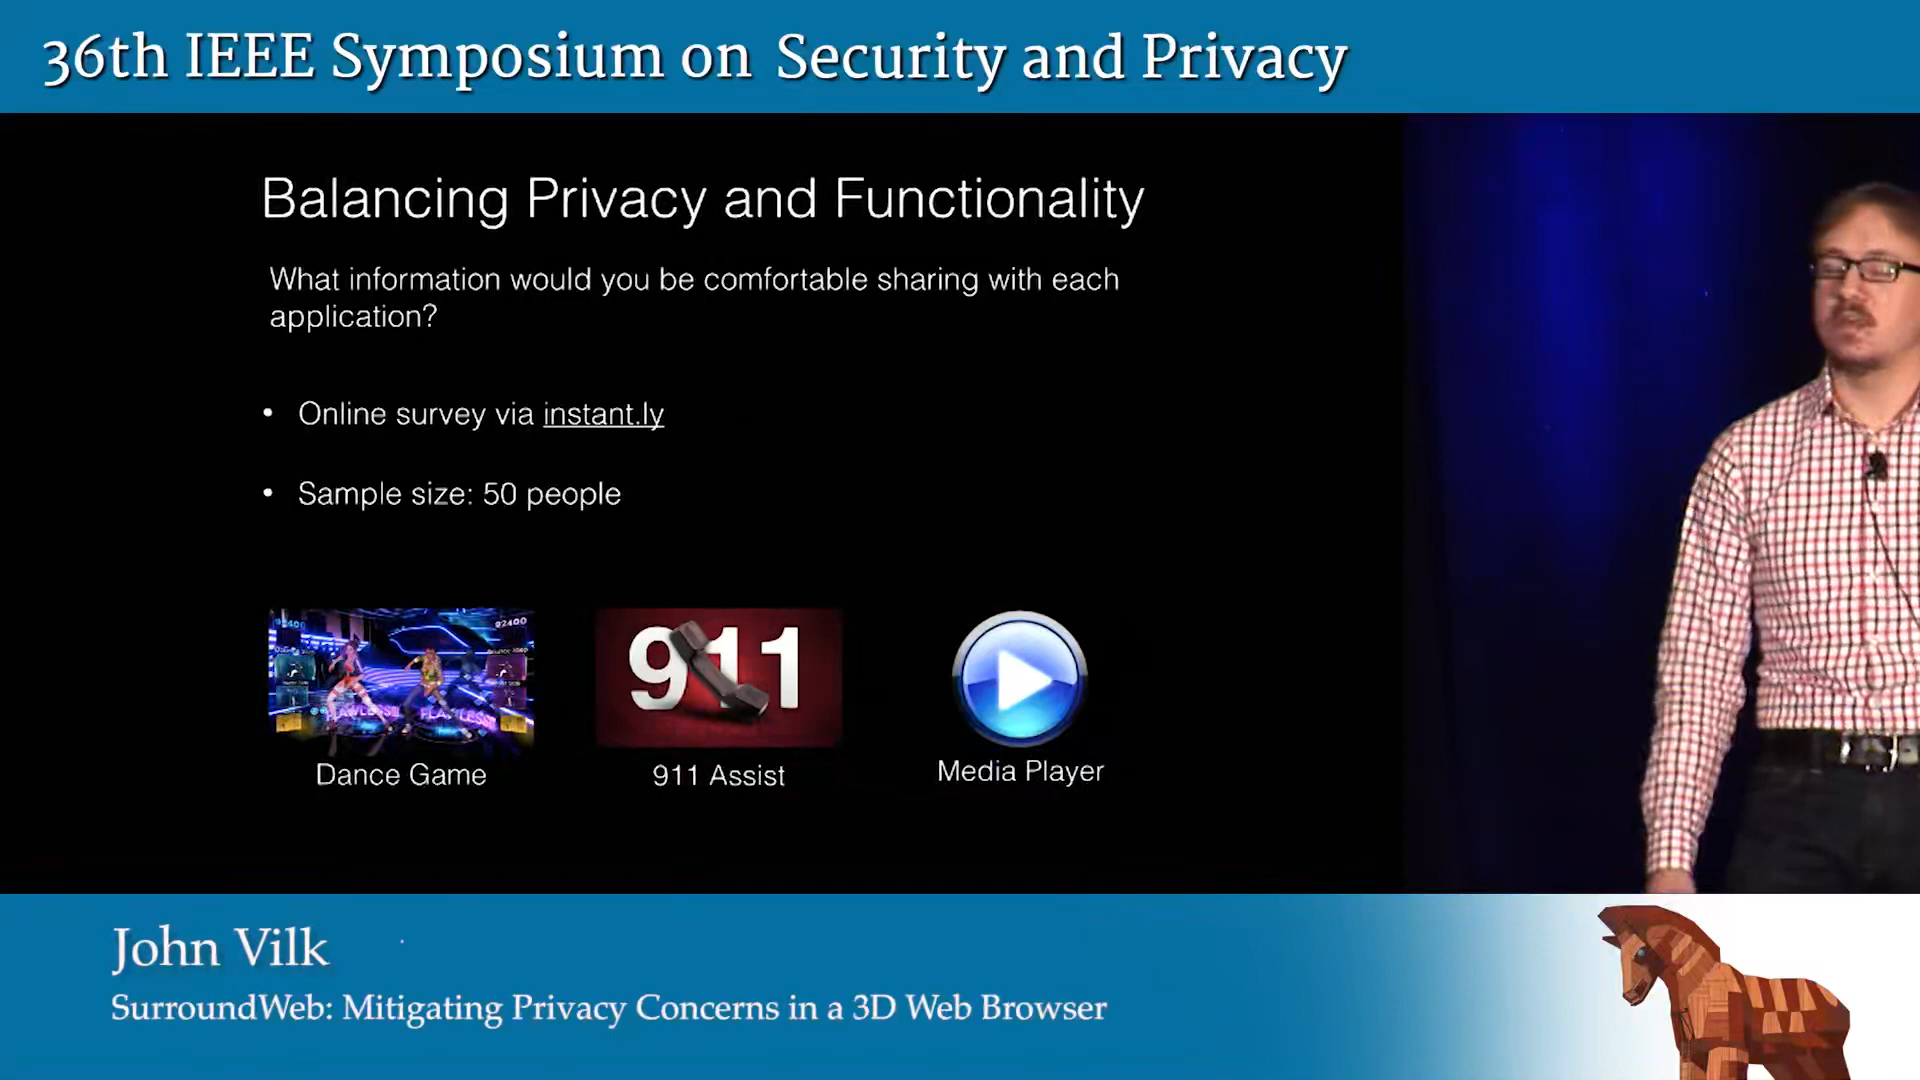 36th IEEE Symposium on Security and Privacy
Balancing Privacy and Functionality
What information would you be comfortable sharing with each
application?
• Online survey via instant.ly
• Sample size: 50 people
92400
911
FLAWLESS
Dance Game
911 Assist
Media Player
John Vilk
SurroundWeb: Mitigating Privacy Concerns in a 3D Web Browser